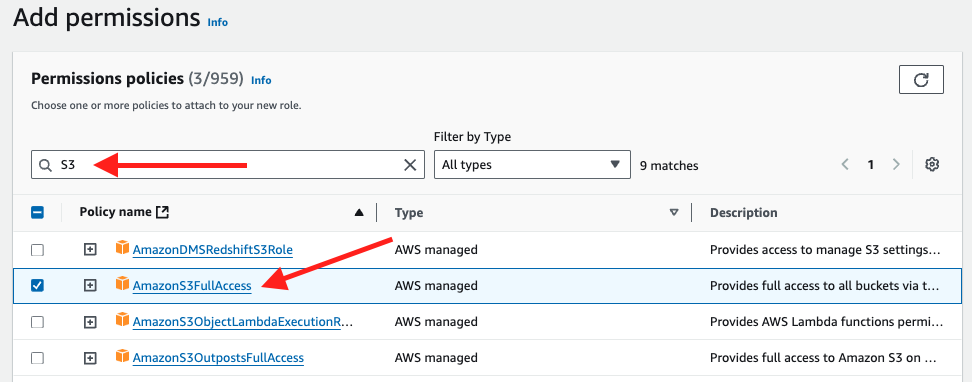 Add permissions Info
Permissions policies (3/959) Info
Choose one or more policies to attach to your new role.
Filter by Type
S3 All types 9 matches 1
Policy name Type Description
AmazonDMSRedshiftS3Role AWS managed Provides access to manage S3 settings...
AmazonS3FullAccess AWS managed Provides full access to all buckets via t...
AmazonS3ObjectLambdaExecutionR... AWS managed Provides AWS Lambda functions permi...
AmazonS3OutpostsFullAccess AWS managed Provides full access to Amazon S3 on ...